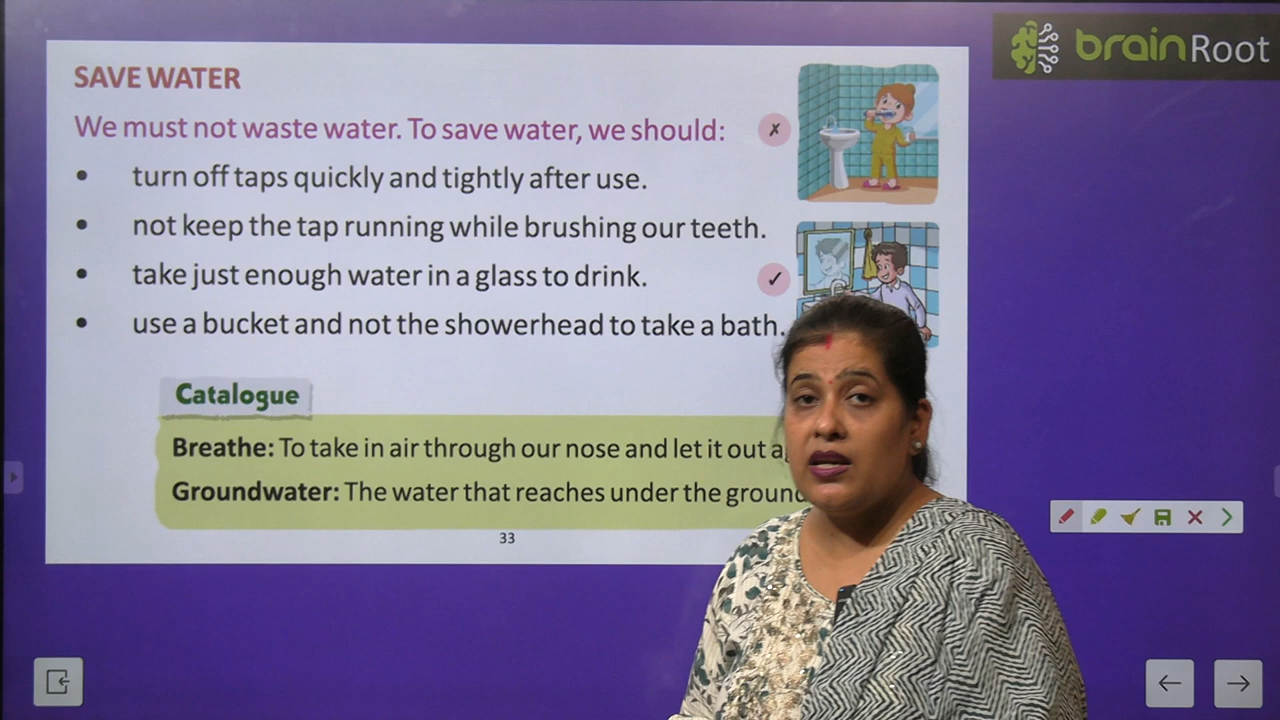 brainRoot
SAVE WATER
We must not waste water. To save water, we should:
• turn off taps quickly and tightly after use.
• not keep the tap running while brushing our teeth.
• take just enough water in a glass to drink.
• use a bucket and not the showerhead to take a bath.
Catalogue
Breathe: To take in air through our nose and let it out
Groundwater: The water that reaches under the ground
33